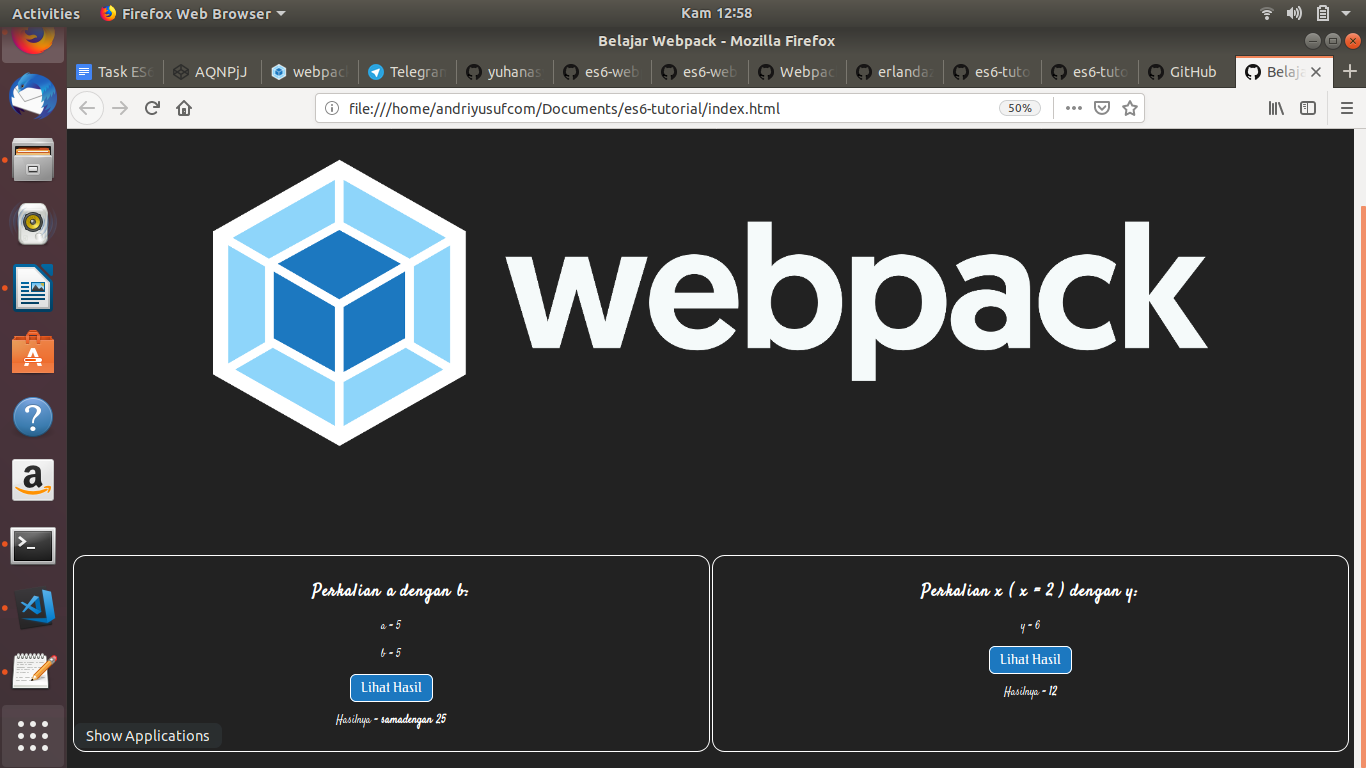 Activities Firefox Web Browser Kam 12:58
Belajar Webpack - Mozilla Firefox
Task ES6 AQNPjJ webpack Telegram yuhanas es6-web es6-web Webpac erlandaz es6-tuto es6-tuto GitHub Belaja
file:///home/andriyusufcom/Documents/es6-tutorial/index.html 50%
webpack
Perkalian a dengan b:
a = 5
b = 5
Lihat Hasil
Hasilnya = samadengan 25
Perkalian x ( x = 2 ) dengan y:
y = 6
Lihat Hasil
Hasilnya = 12
Show Applications